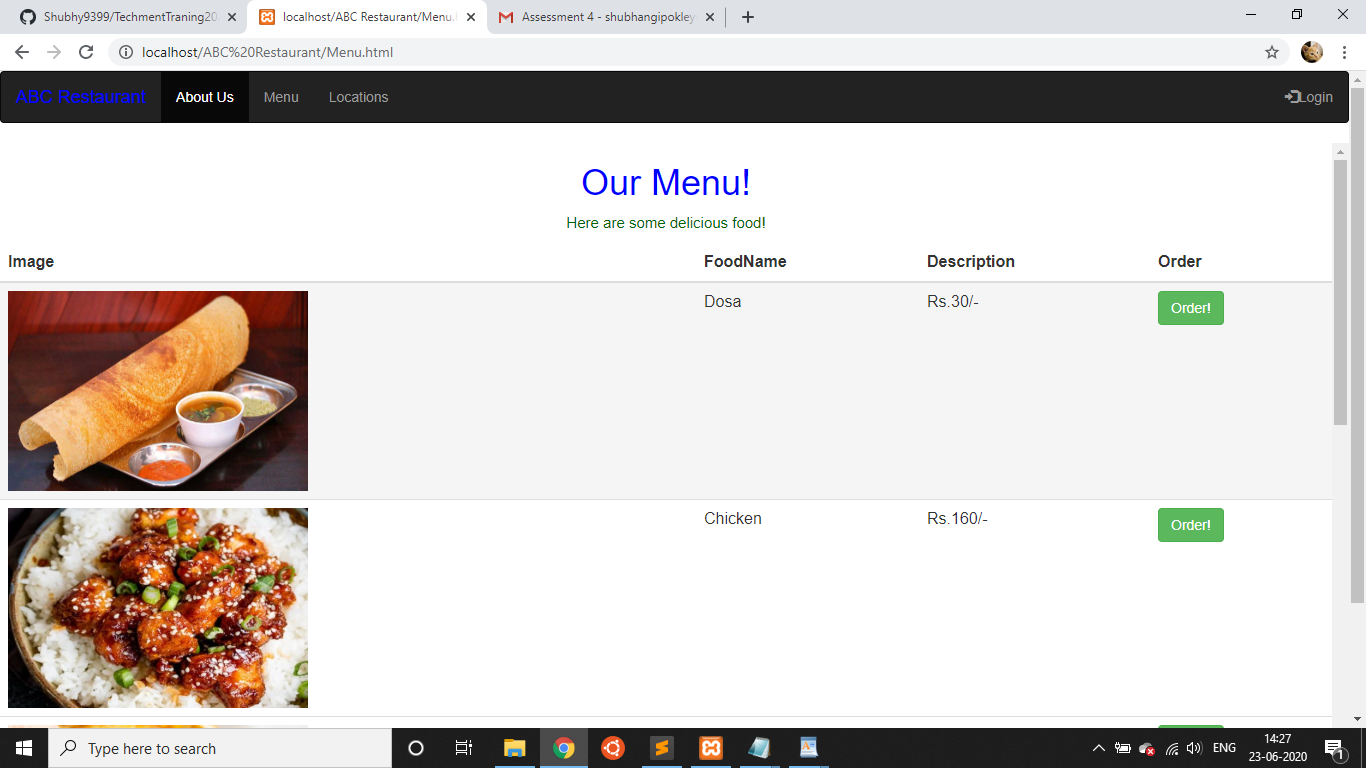 Shubhy9399/TechmentTraning20
localhost/ABC Restaurant/Menu.h
Assessment 4 - shubhangipokley
localhost/ABC%20Restaurant/Menu.html
ABC Restaurant
About Us
Menu
Locations
Login
Our Menu!
Here are some delicious food!
Image FoodName Description Order
Dosa Rs.30/- Order!
Chicken Rs.160/- Order!
Type here to search
ENG
14:27
23-06-2020
1